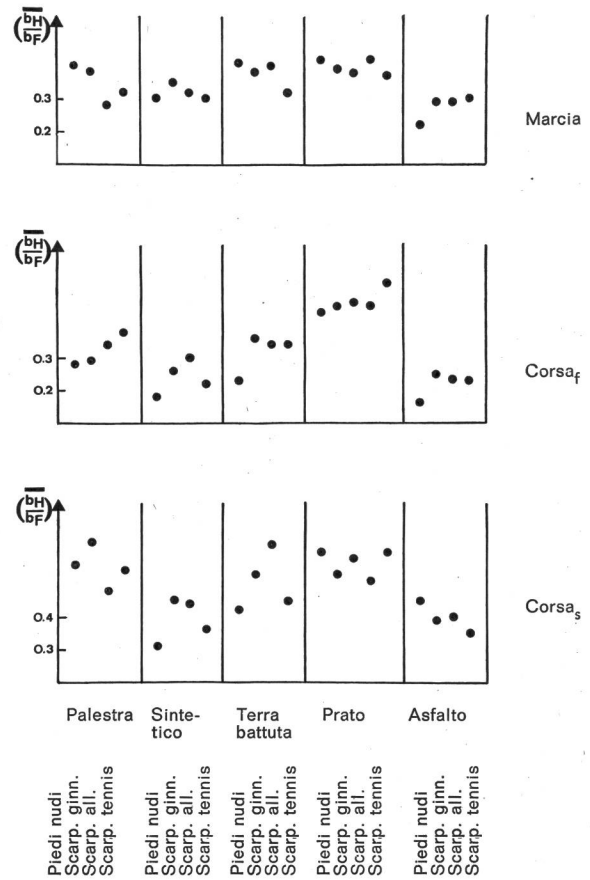 (bH/bF)
0.3
0.2
Marcia
(bH/bF)
0.3
0.2
Corsa_f
(bH/bF)
0.4
0.3
Corsa_s
Palestra
Sinte-
tico
Terra
battuta
Prato
Asfalto
Piedi nudi
Scarp. ginn.
Scarp. all.
Scarp. tennis
Piedi nudi
Scarp. ginn.
Scarp. all.
Scarp. tennis
Piedi nudi
Scarp. ginn.
Scarp. all.
Scarp. tennis
Piedi nudi
Scarp. ginn.
Scarp. all.
Scarp. tennis
Piedi nudi
Scarp. ginn.
Scarp. all.
Scarp. tennis